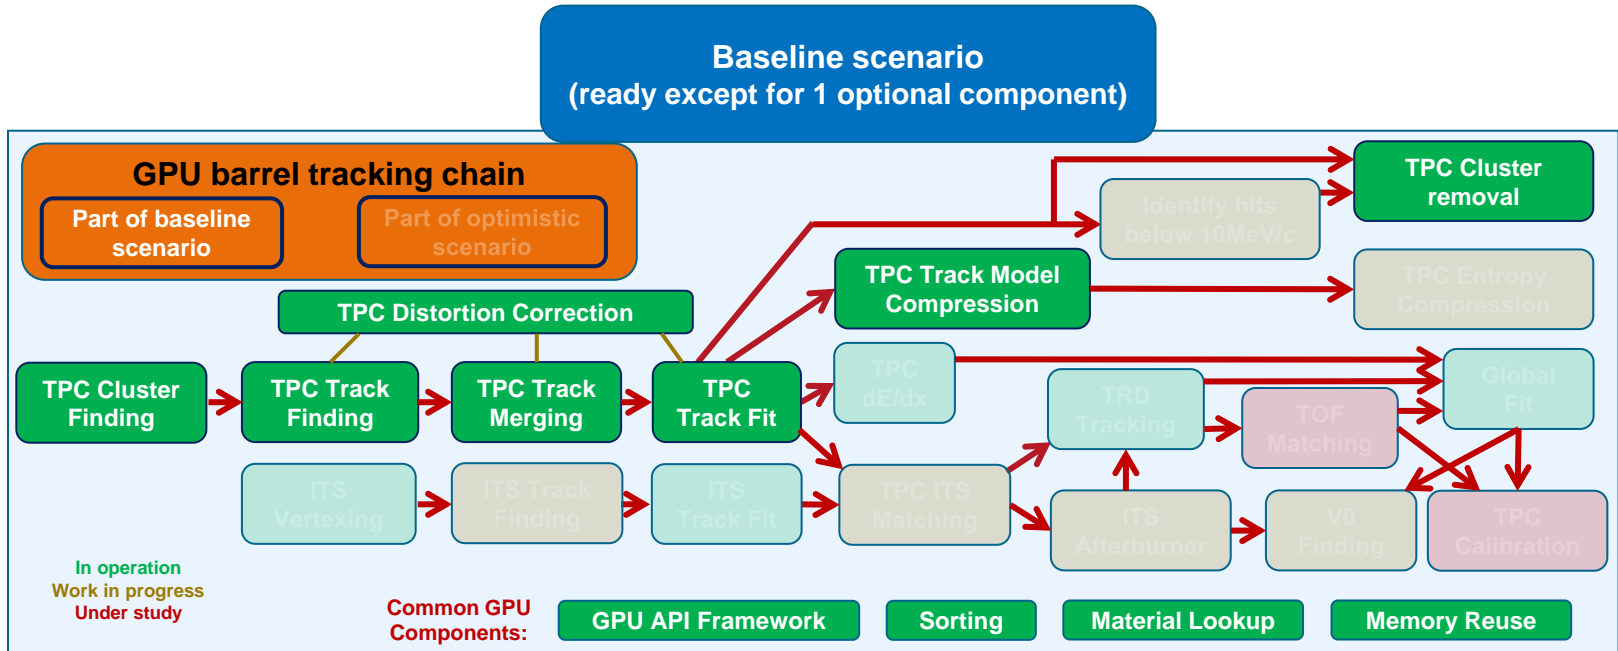 Baseline scenario
(ready except for 1 optional component)
GPU barrel tracking chain
Part of baseline
scenario
Part of optimistic
scenario
TPC Cluster
removal
Identify hits
below 10MeV/c
TPC Track Model
Compression
TPC Entropy
Compression
TPC Distortion Correction
TPC Cluster
Finding
TPC Track
Finding
TPC Track
Merging
TPC
Track Fit
TPC
dE/dx
TRD
Tracking
TOF
Matching
Global
Fit
ITS
Vertexing
ITS Track
Finding
ITS
Track Fit
TPC ITS
Matching
ITS
Afterburner
V0
Finding
TPC
Calibration
In operation
Work in progress
Under study
Common GPU
Components:
GPU API Framework
Sorting
Material Lookup
Memory Reuse